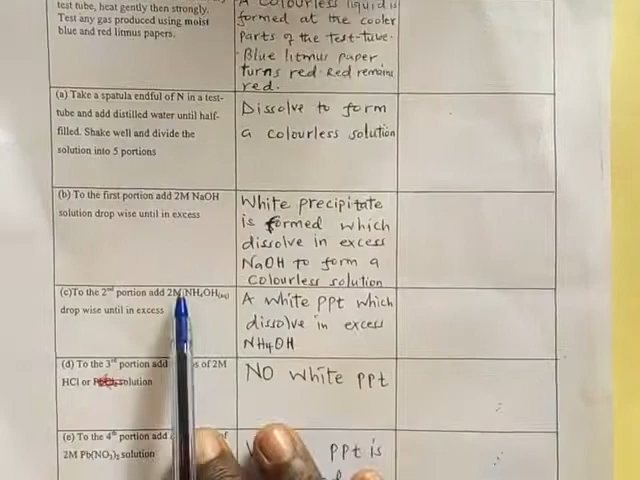 test tube, heat gently then strongly.
Test any gas produced using moist
blue and red litmus papers.
A colourless liquid is
formed at the cooler
parts of the test-tube.
Blue litmus paper
turns red. Red remains
red.
(a) Take a spatula endful of N in a test-
tube and add distilled water until half-
filled. Shake well and divide the
solution into 5 portions
Dissolve to form
a colourless solution
(b) To the first portion add 2M NaOH
solution drop wise until in excess
White precipitate
is formed which
dissolve in excess
NaOH to form a
Colourless solution
(c)To the 2nd portion add 2M NH4OH(aq)
drop wise until in excess
A white ppt which
dissolve in excess
NH4OH
(d) To the 3rd portion add of 2M
HCl or solution
NO white ppt
(e) To the 4th portion add of
2M Pb(NO3)2 solution
ppt is